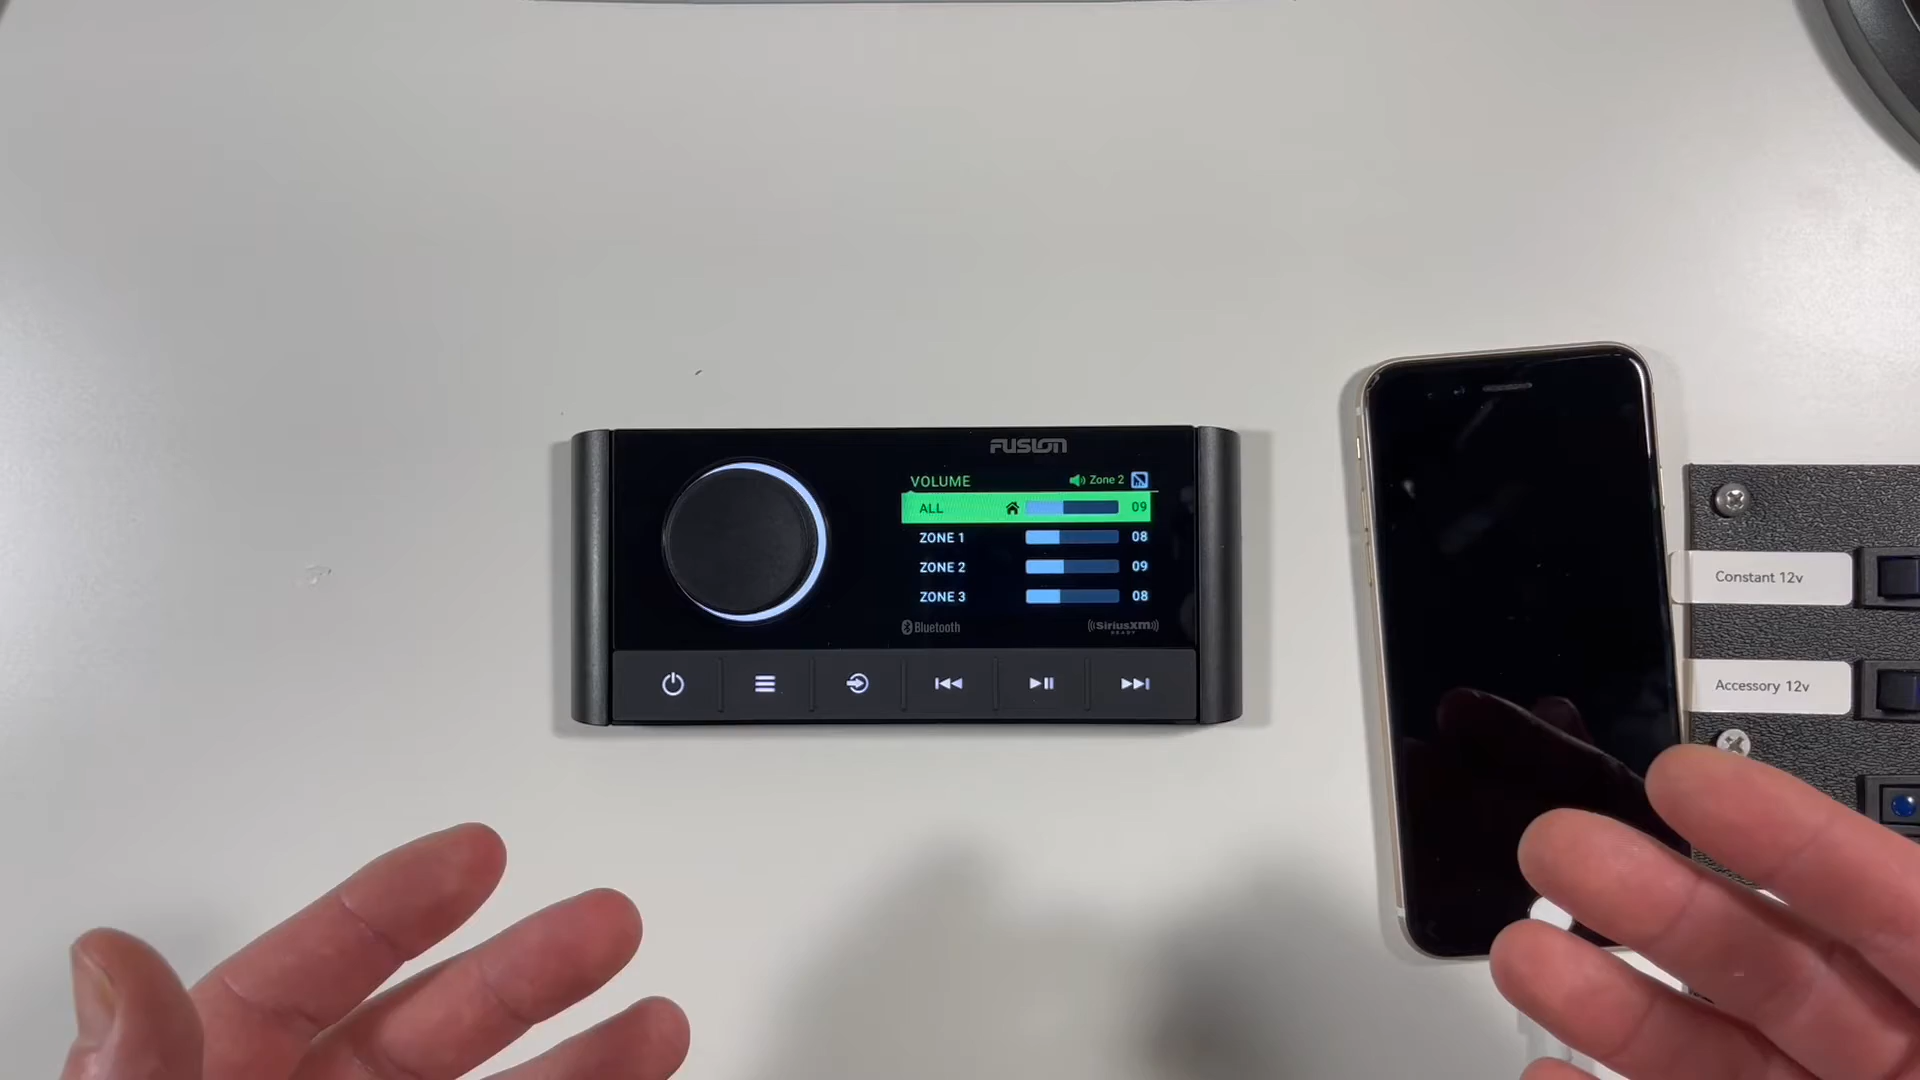 FUSION
VOLUME Zone 2
ALL 09
ZONE 1 08
ZONE 2 09
ZONE 3 08
Bluetooth
SiriusXM
READY
Constant 12v
Accessory 12v